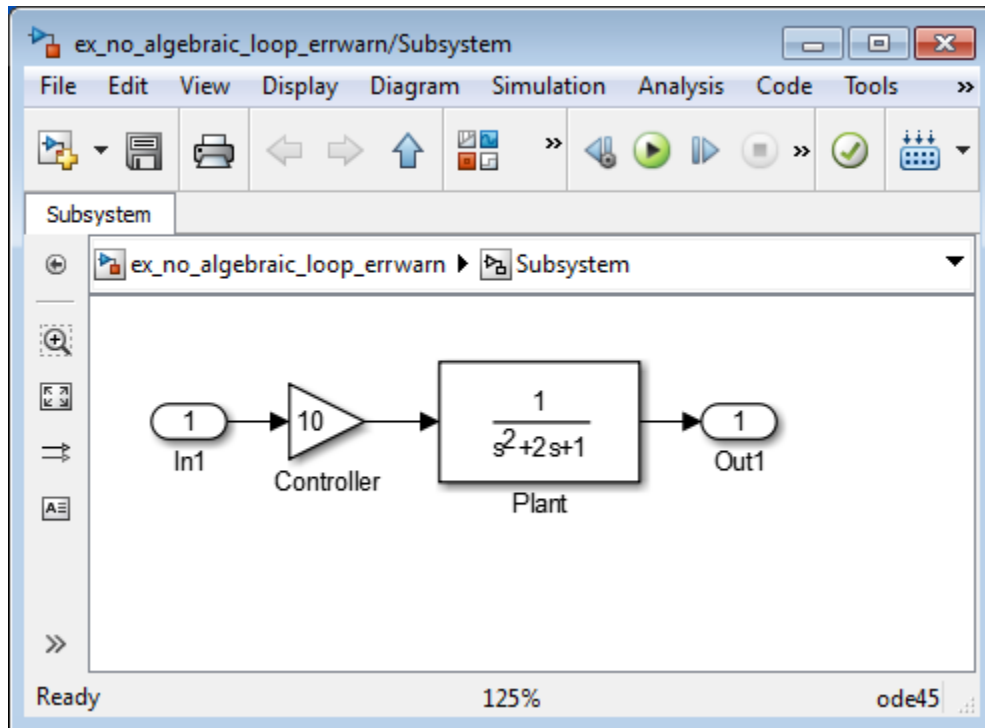 ex_no_algebraic_loop_errwarn/Subsystem
File Edit View Display Diagram Simulation Analysis Code Tools »
» »
Subsystem
ex_no_algebraic_loop_errwarn Subsystem
1
1 10 s²+2s+1 1
In1 Controller Plant Out1
A
»
Ready 125% ode45